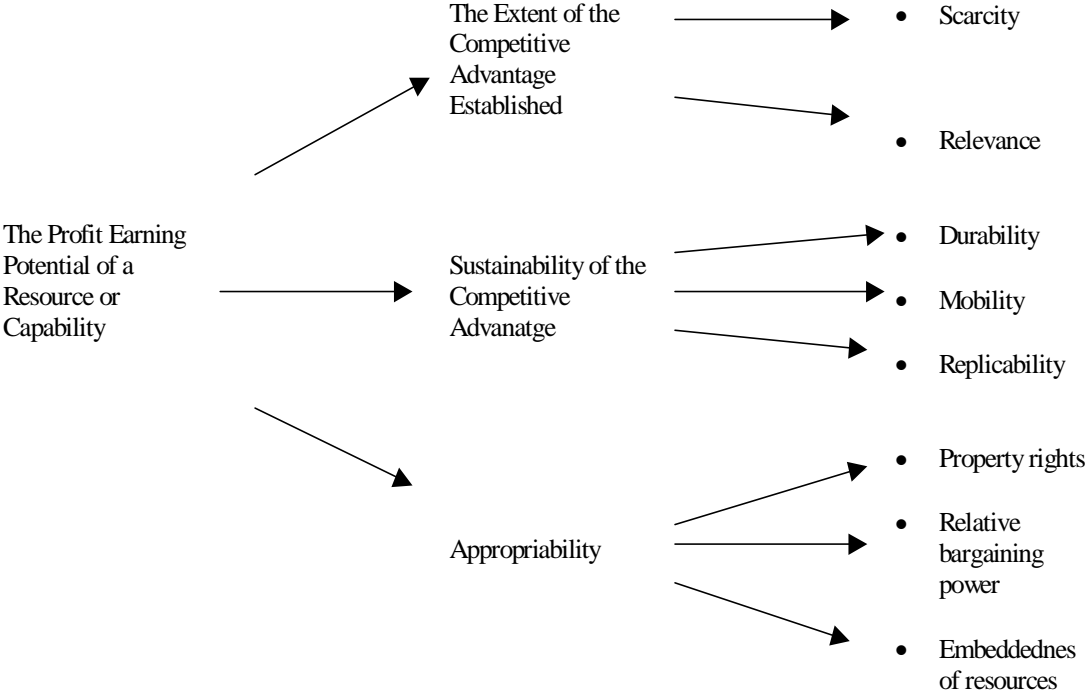 The Profit Earning
Potential of a
Resource or
Capability
The Extent of the
Competitive
Advantage
Established
• Scarcity
• Relevance
Sustainability of the
Competitive
Advanatge
• Durability
• Mobility
• Replicability
Appropriability
• Property rights
• Relative
bargaining
power
• Embeddednes
of resources